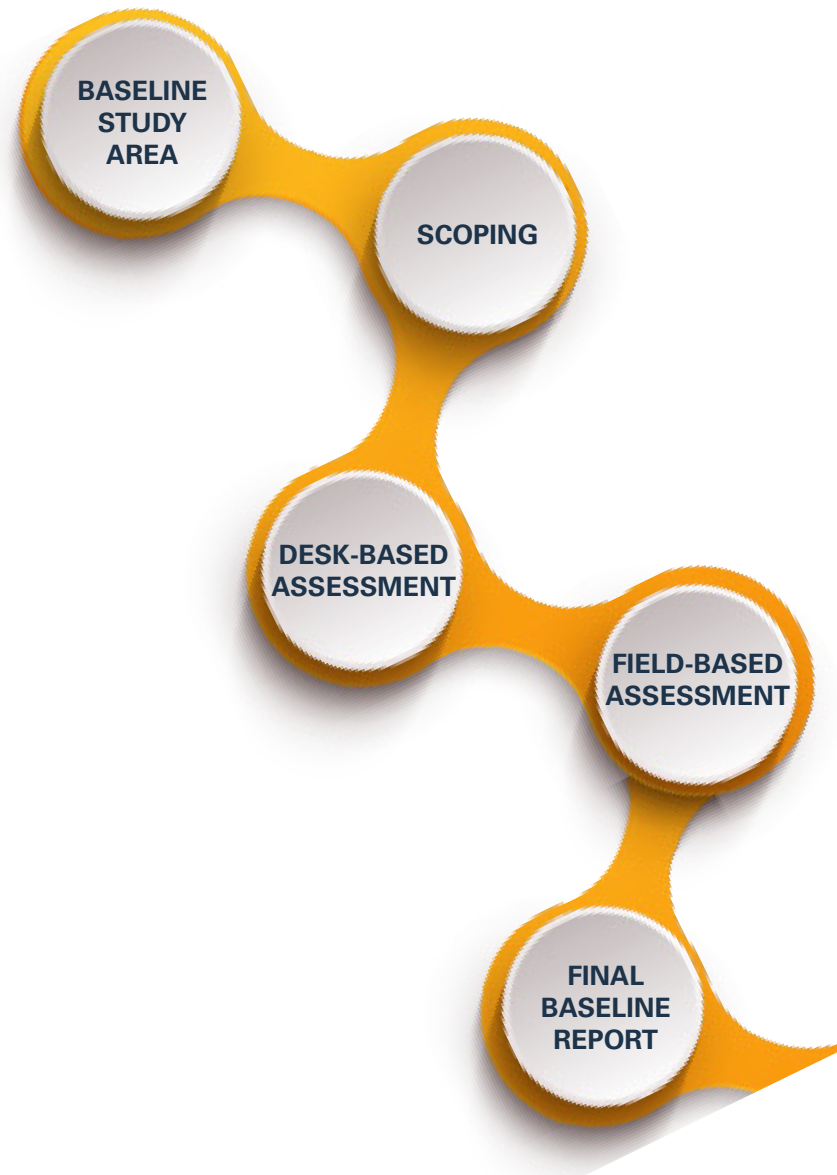 BASELINE
STUDY
AREA
SCOPING
DESK-BASED
ASSESSMENT
FIELD-BASED
ASSESSMENT
FINAL
BASELINE
REPORT